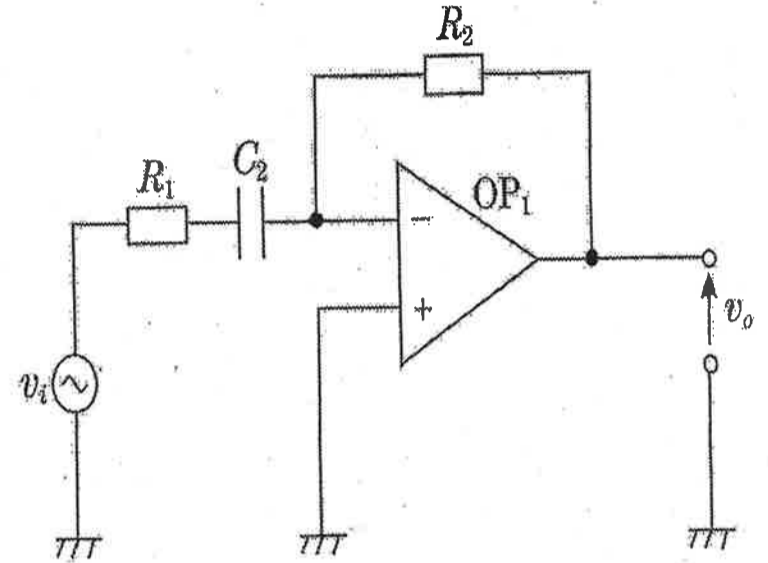 R₂
C₂
R₁
OP₁
−
+
vₒ
vᵢ